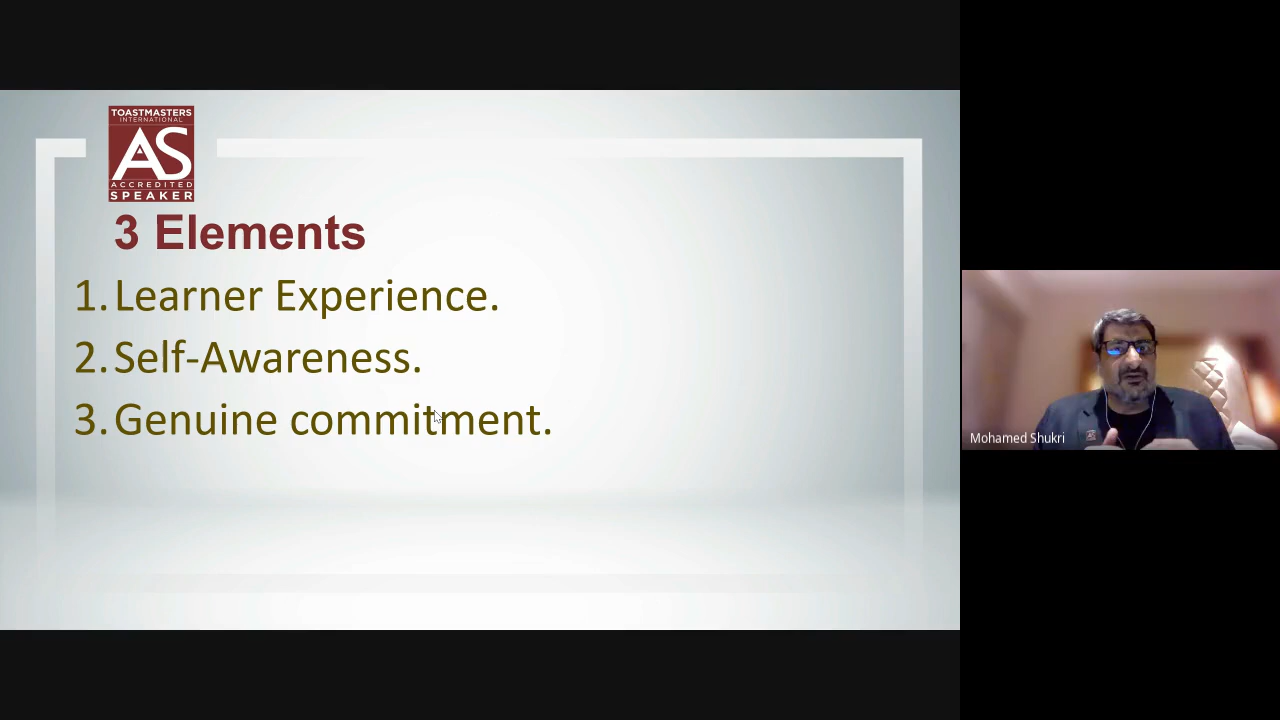 TOASTMASTERS
INTERNATIONAL
AS
ACCREDITED
SPEAKER
3 Elements
1. Learner Experience.
2. Self-Awareness.
3. Genuine commitment.
Mohamed Shukri